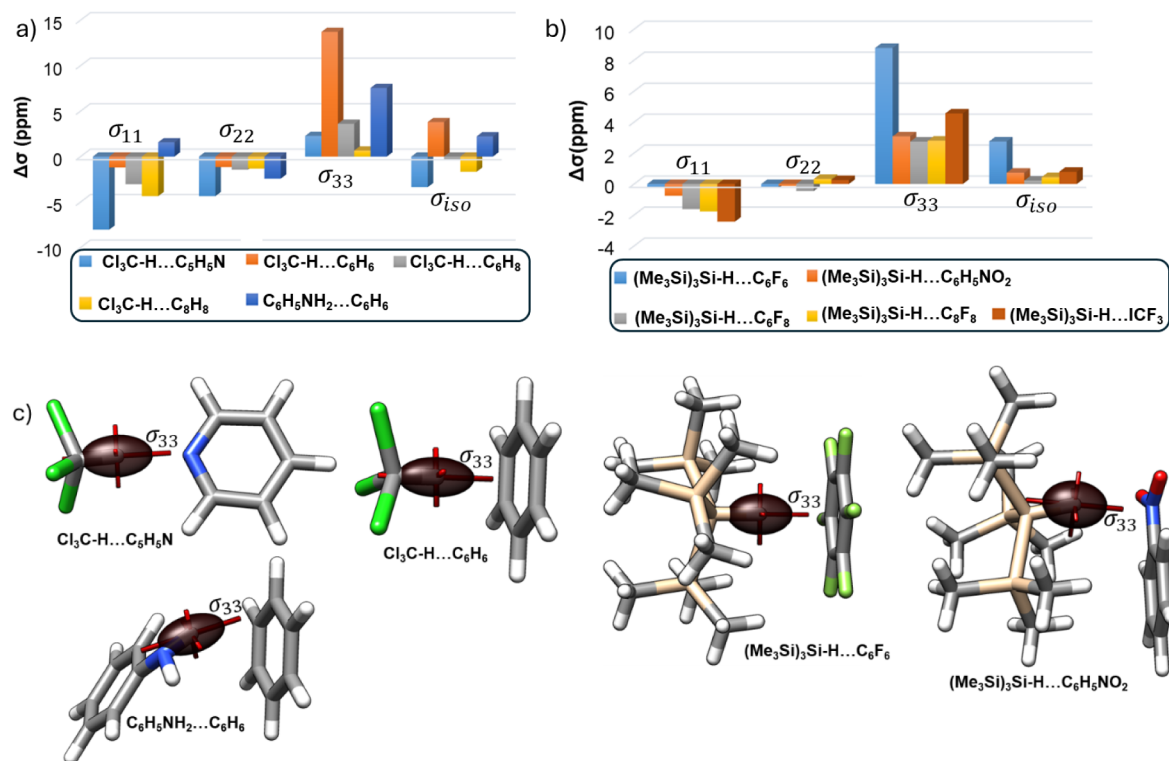 a)
15
10
5
0
-5
-10
Δσ (ppm)
σ₁₁
σ₂₂
σ₃₃
σ_iso
Cl₃C-H...C₅H₅N
Cl₃C-H...C₆H₆
Cl₃C-H...C₆H₈
Cl₃C-H...C₈H₈
C₆H₅NH₂...C₆H₆
b)
10
8
6
4
2
0
-2
-4
Δσ(ppm)
σ₁₁
σ₂₂
σ₃₃
σ_iso
(Me₃Si)₃Si-H...C₆F₆
(Me₃Si)₃Si-H...C₆H₅NO₂
(Me₃Si)₃Si-H...C₆F₈
(Me₃Si)₃Si-H...C₈F₈
(Me₃Si)₃Si-H...ICF₃
c)
σ₃₃
Cl₃C-H...C₅H₅N
σ₃₃
Cl₃C-H...C₆H₆
σ₃₃
C₆H₅NH₂...C₆H₆
σ₃₃
(Me₃Si)₃Si-H...C₆F₆
σ₃₃
(Me₃Si)₃Si-H...C₆H₅NO₂